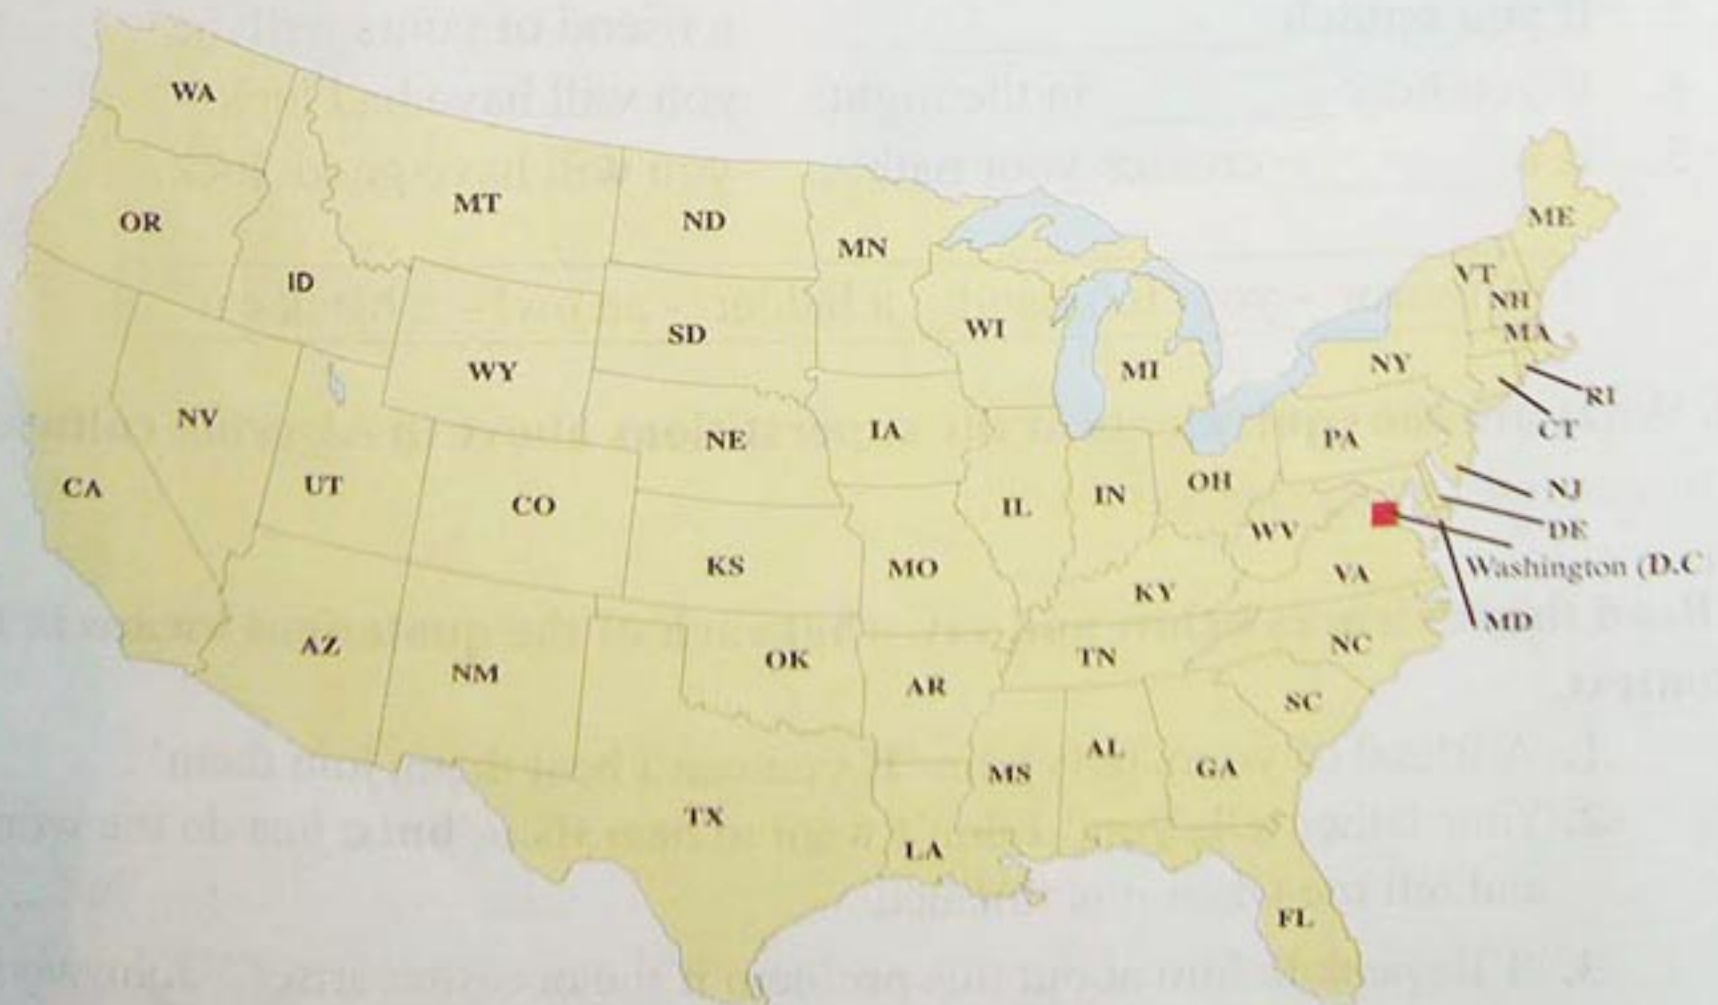 WA
OR
MT
ND
MN
ME
ID
VT
NH
MA
WI
SD
WY
MI
NY
RI
NV
NE
IA
PA
CT
CA
UT
CO
IL
IN
OH
NJ
DE
WV
Washington (D.C
KS
MO
KY
VA
MD
AZ
NM
OK
AR
TN
NC
SC
TX
MS
AL
GA
LA
FL